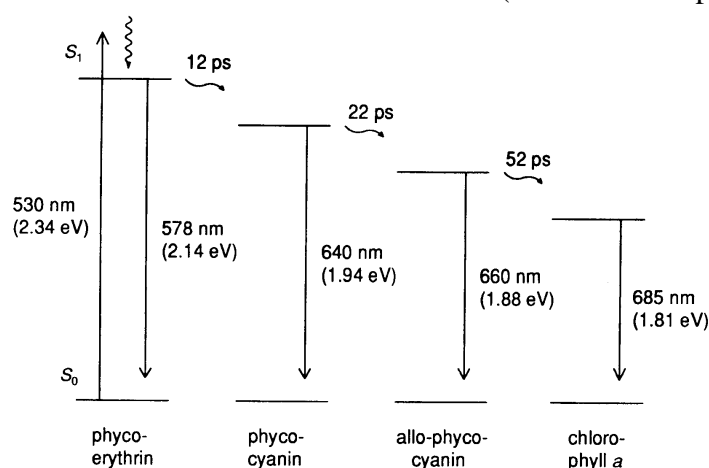 S₁
12 ps
22 ps
52 ps
530 nm
(2.34 eV)
578 nm
(2.14 eV)
640 nm
(1.94 eV)
660 nm
(1.88 eV)
685 nm
(1.81 eV)
S₀
phyco-
erythrin
phyco-
cyanin
allo-phyco-
cyanin
chloro-
phyll a